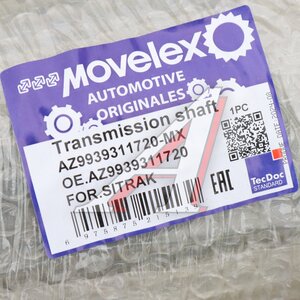 Movelex
AUTOMOTIVE
ORIGINALES
Transmission shaft
AZ9939311720-MX
1PC
OE.AZ9939311720
FOR SITRAK
EAC
TecDoc
STANDARD